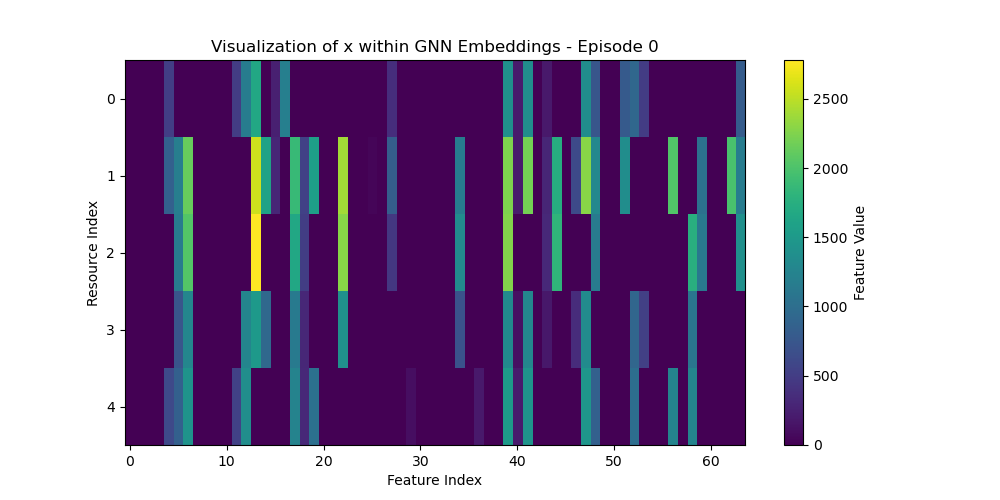 Visualization of x within GNN Embeddings - Episode 0
Resource Index
0
1
2
3
4
0 10 20 30 40 50 60
Feature Index
2500
2000
1500
1000
500
0
Feature Value